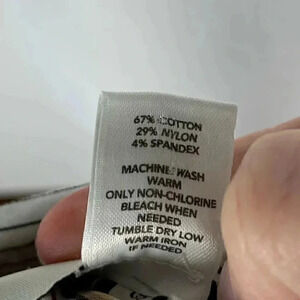 67% COTTON
29% NYLON
4% SPANDEX
MACHINE WASH
WARM
ONLY NON-CHLORINE
BLEACH WHEN
NEEDED
TUMBLE DRY LOW
WARM IRON
IF NEEDED